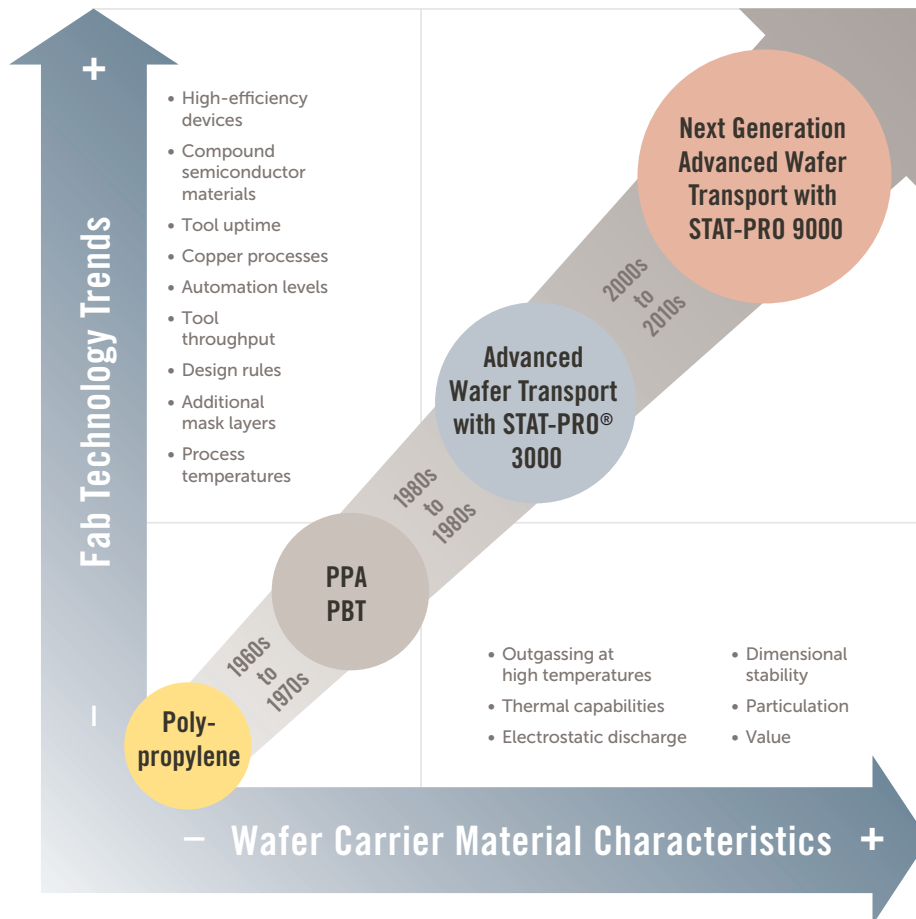 +
Fab Technology Trends
–
• High-efficiency
devices
• Compound
semiconductor
materials
• Tool uptime
• Copper processes
• Automation levels
• Tool
throughput
• Design rules
• Additional
mask layers
• Process
temperatures
Next Generation
Advanced Wafer
Transport with
STAT-PRO 9000
2000s
to
2010s
Advanced
Wafer Transport
with STAT-PRO®
3000
1980s
to
1980s
PPA
PBT
1960s
to
1970s
Poly-
propylene
• Outgassing at
high temperatures
• Thermal capabilities
• Electrostatic discharge
• Dimensional
stability
• Particulation
• Value
– Wafer Carrier Material Characteristics +